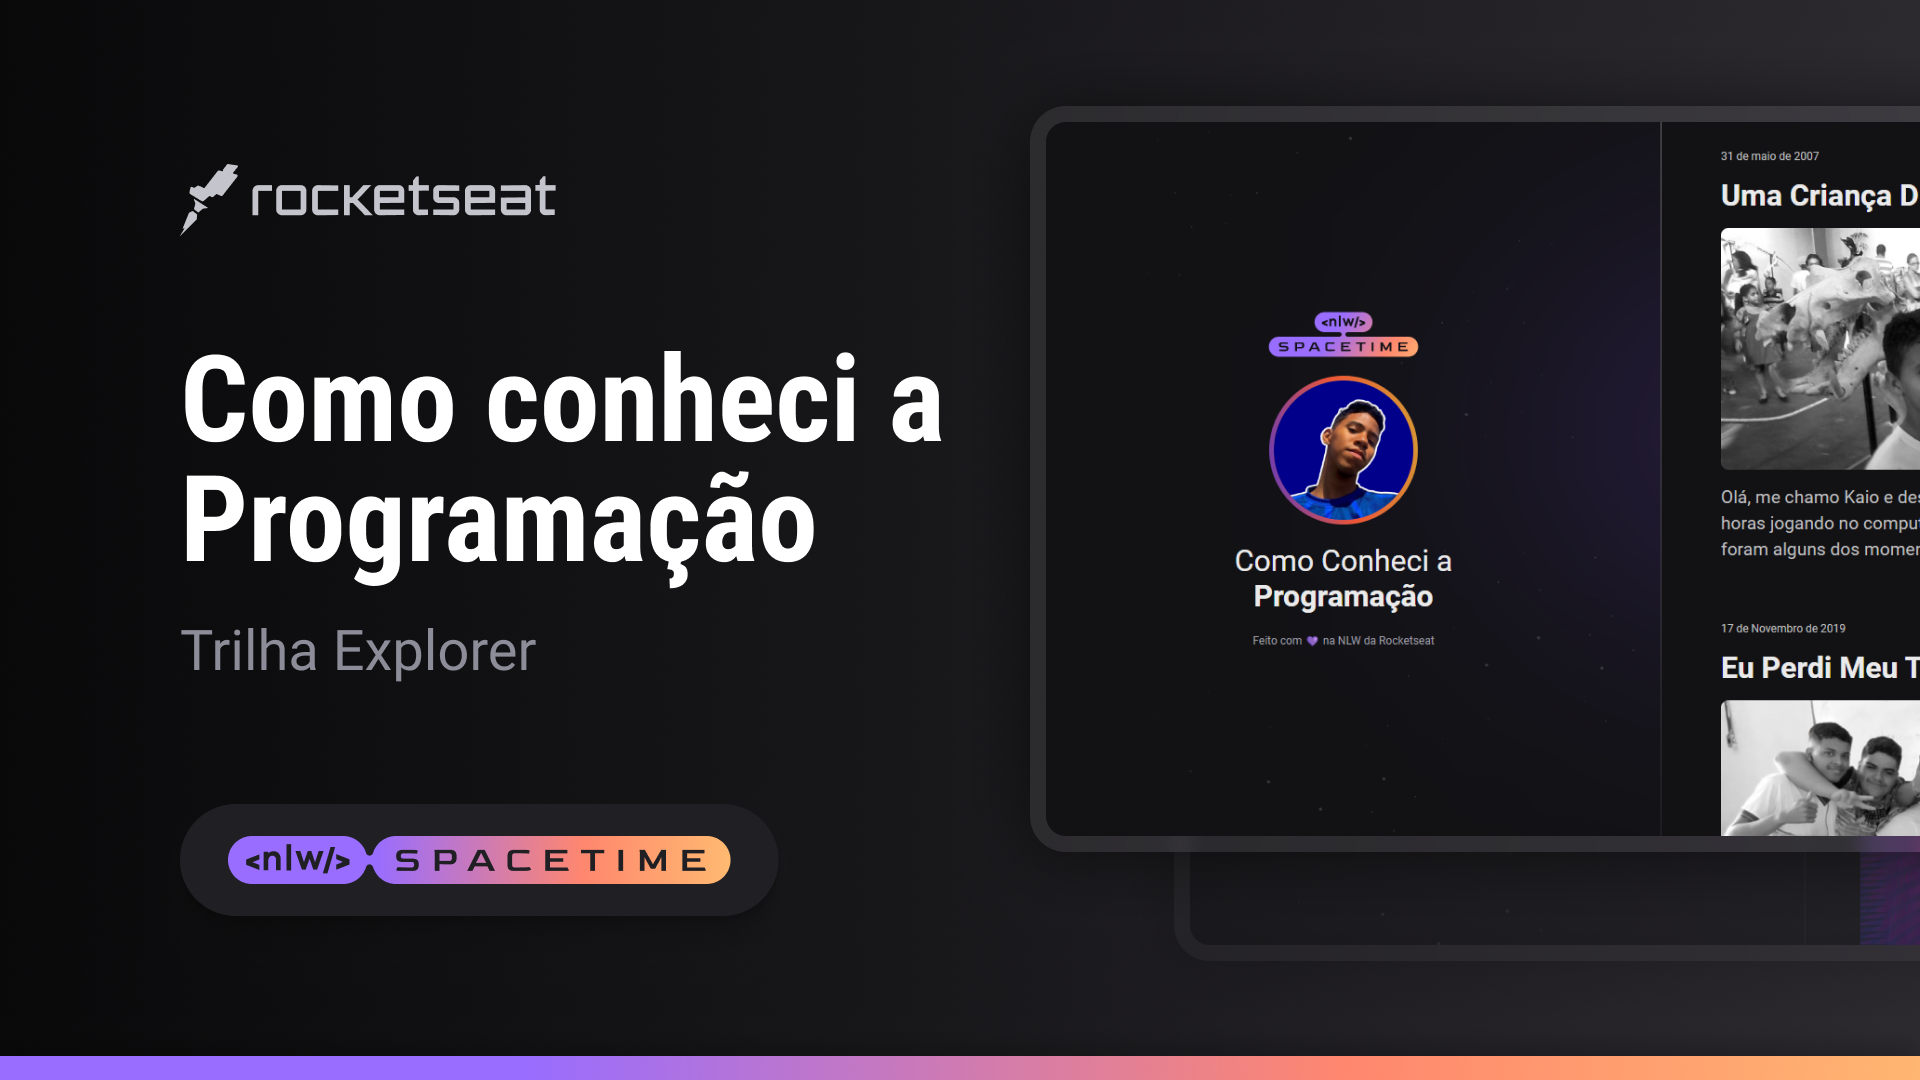 rocketseat
Como conheci a
Programação
Trilha Explorer
<nlw/> SPACETIME
<nlw/>
SPACETIME
Como Conheci a
Programação
Feito com 💜 na NLW da Rocketseat
31 de maio de 2007
Uma Criança D
Olá, me chamo Kaio e des
horas jogando no comput
foram alguns dos momen
17 de Novembro de 2019
Eu Perdi Meu T